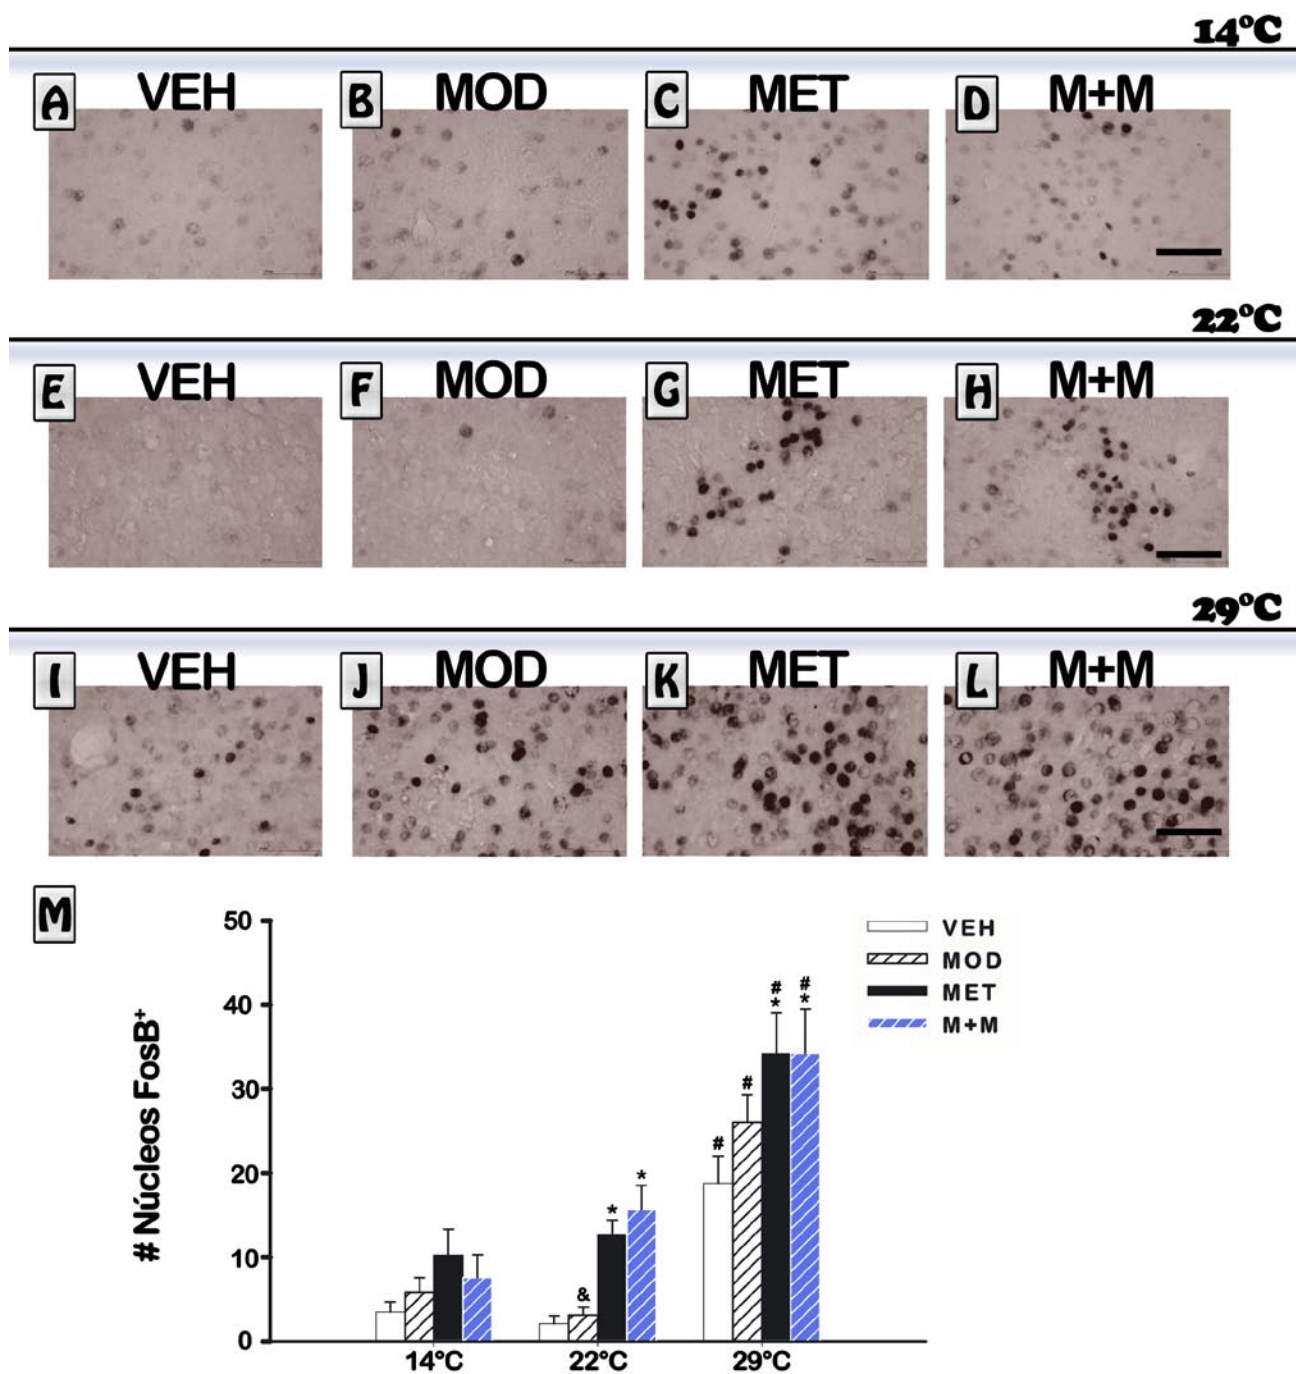 14°C
A VEH B MOD C MET D M+M
22°C
E VEH F MOD G MET H M+M
29°C
I VEH J MOD K MET L M+M
M
50
40
30
20
10
0
# Núcleos FosB+
VEH
MOD
MET
M+M
&
*
*
#
#
#
*
#
*
14°C 22°C 29°C